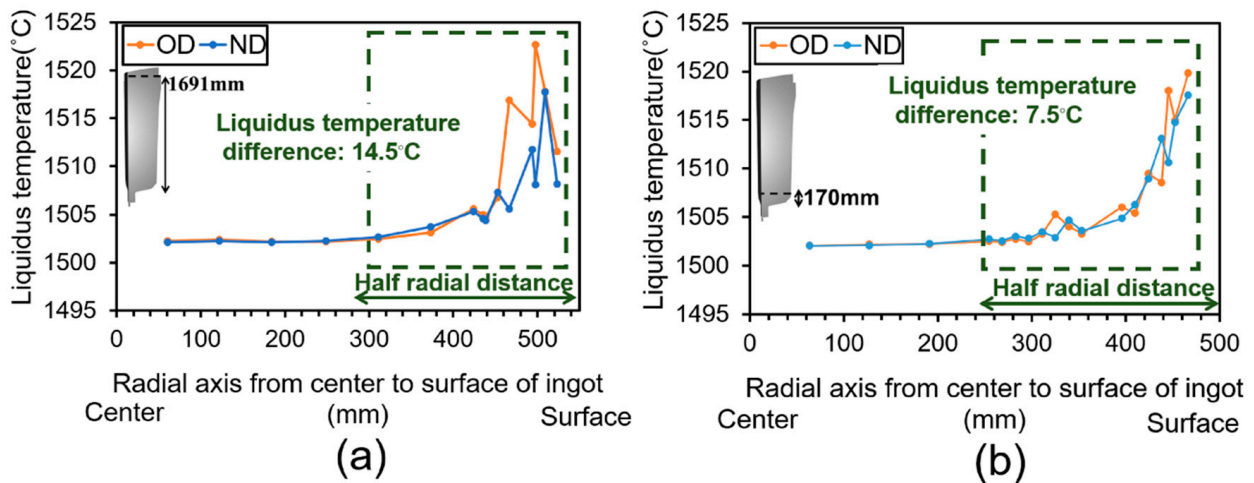 1525
1520
1515
1510
1505
1500
1495
Liquidus temperature(˚C)
OD ND
1691mm
Liquidus temperature
difference: 14.5°C
Half radial distance
0 100 200 300 400 500
Radial axis from center to surface of ingot
Center (mm) Surface
(a)
1525
1520
1515
1510
1505
1500
1495
Liquidus temperature(˚C)
OD ND
170mm
Liquidus temperature
difference: 7.5°C
Half radial distance
0 100 200 300 400 500
Radial axis from center to surface of ingot
Center (mm) Surface
(b)